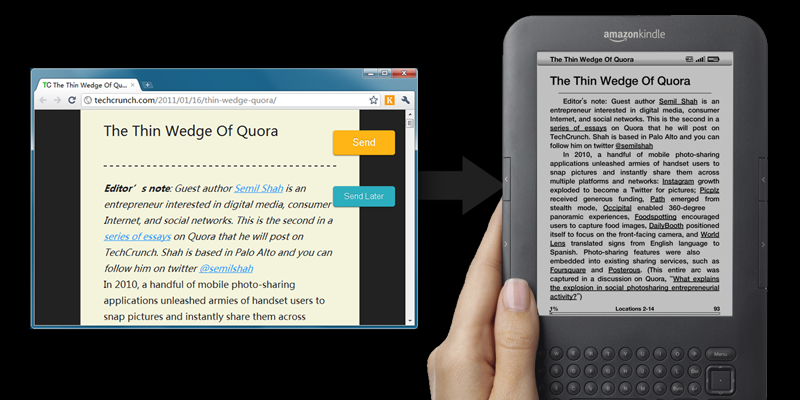 TC The Thin Wedge Of Qu...
techcrunch.com/2011/01/16/thin-wedge-quora/
K
The Thin Wedge Of Quora
Send
Send Later
Editor's note: Guest author Semil Shah is an
entrepreneur interested in digital media, consumer
Internet, and social networks. This is the second in a
series of essays on Quora that he will post on
TechCrunch. Shah is based in Palo Alto and you can
follow him on twitter @semilshah
In 2010, a handful of mobile photo-sharing
applications unleashed armies of handset users to
snap pictures and instantly share them across
amazonkindle
The Thin Wedge Of Quora
The Thin Wedge Of Quora
Editor's note: Guest author Semil Shah is an
entrepreneur interested in digital media, consumer
Internet, and social networks. This is the second in a
series of essays on Quora that he will post on
TechCrunch. Shah is based in Palo Alto and you can
follow him on twitter @semilshah
In 2010, a handful of mobile photo-sharing
applications unleashed armies of handset users to
snap pictures and instantly share them across
multiple platforms and networks: Instagram growth
exploded to become a Twitter for pictures; Picplz
received generous funding, Path emerged from
stealth mode, Occipital enabled 360-degree
panoramic experiences, Foodspotting encouraged
users to capture food images, DailyBooth positioned
itself to focus on the front-facing camera, and World
Lens translated signs from English language to
Spanish. Photo-sharing features were also
embedded into existing sharing services, such as
Foursquare and Posterous. (This entire arc was
captured in a discussion on Quora, "What explains
the explosion in social photosharing entrepreneurial
activity?")
1% Locations 2-14 93
Q W E R T Y U I O P Menu
A S D F G H J K L Del
Z X C V B N M